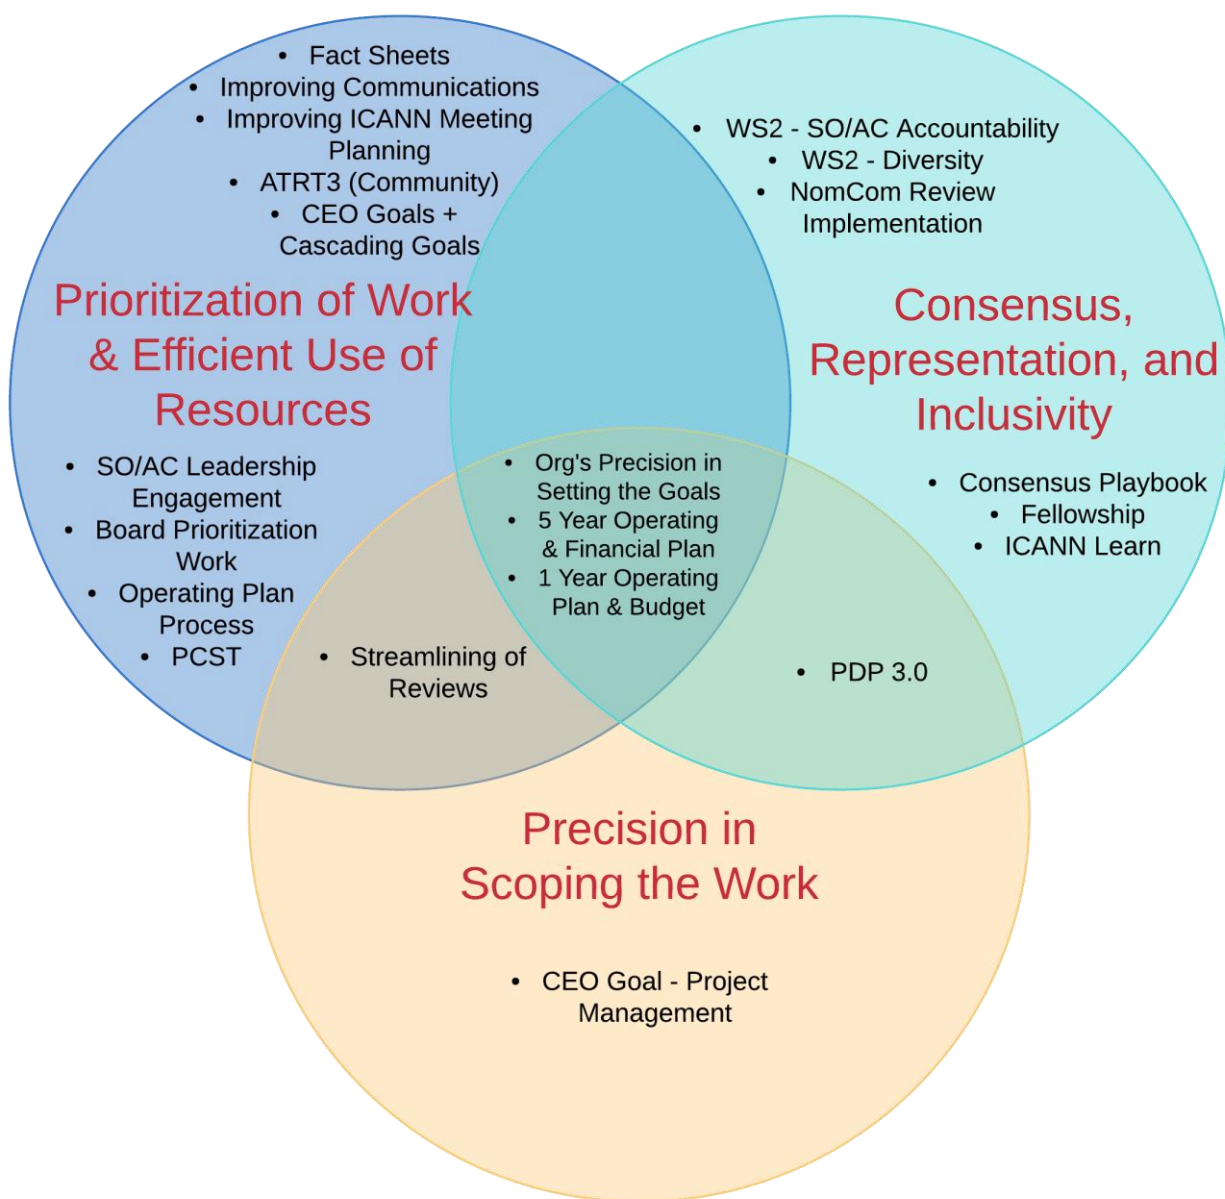 • Fact Sheets
• Improving Communications
• Improving ICANN Meeting
Planning
• ATRT3 (Community)
• CEO Goals +
Cascading Goals
Prioritization of Work
& Efficient Use of
Resources
• SO/AC Leadership
Engagement
• Board Prioritization
Work
• Operating Plan
Process
• PCST
• WS2 - SO/AC Accountability
• WS2 - Diversity
• NomCom Review
Implementation
Consensus,
Representation, and
Inclusivity
• Consensus Playbook
• Fellowship
• ICANN Learn
• Org's Precision in
Setting the Goals
• 5 Year Operating
& Financial Plan
• 1 Year Operating
Plan & Budget
• Streamlining of
Reviews
• PDP 3.0
Precision in
Scoping the Work
• CEO Goal - Project
Management